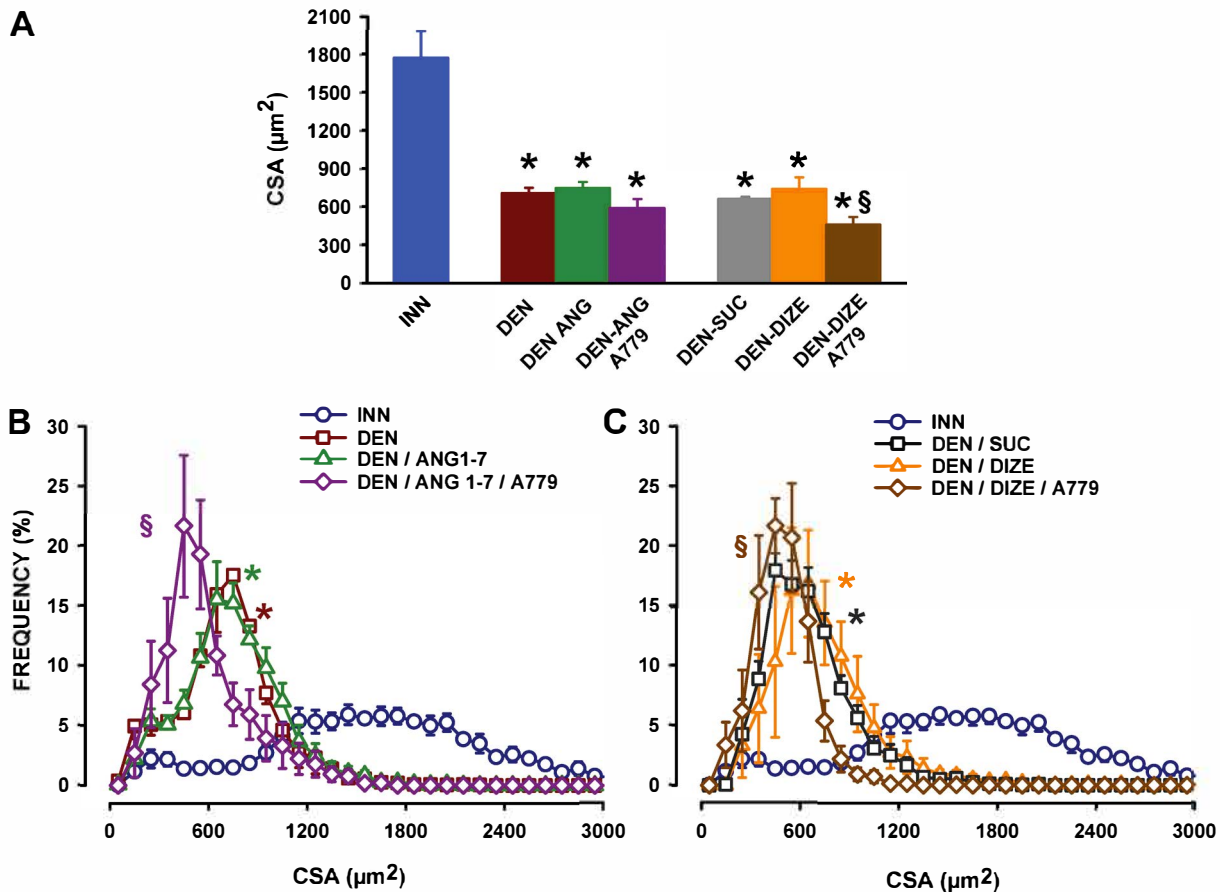 A
2100
1800
1500
1200
900
600
300
0
CSA (µm²)
* * * * * * §
INN
DEN
DEN ANG
DEN-ANG
A779
DEN-SUC
DEN-DIZE
DEN-DIZE
A779
B
INN
DEN
DEN / ANG1-7
DEN / ANG 1-7 / A779
30
25
20
15
10
5
0
FREQUENCY (%)
§
*
*
0 600 1200 1800 2400 3000
CSA (µm²)
C
INN
DEN / SUC
DEN / DIZE
DEN / DIZE / A779
30
25
20
15
10
5
0
§
*
*
0 600 1200 1800 2400 3000
CSA (µm²)